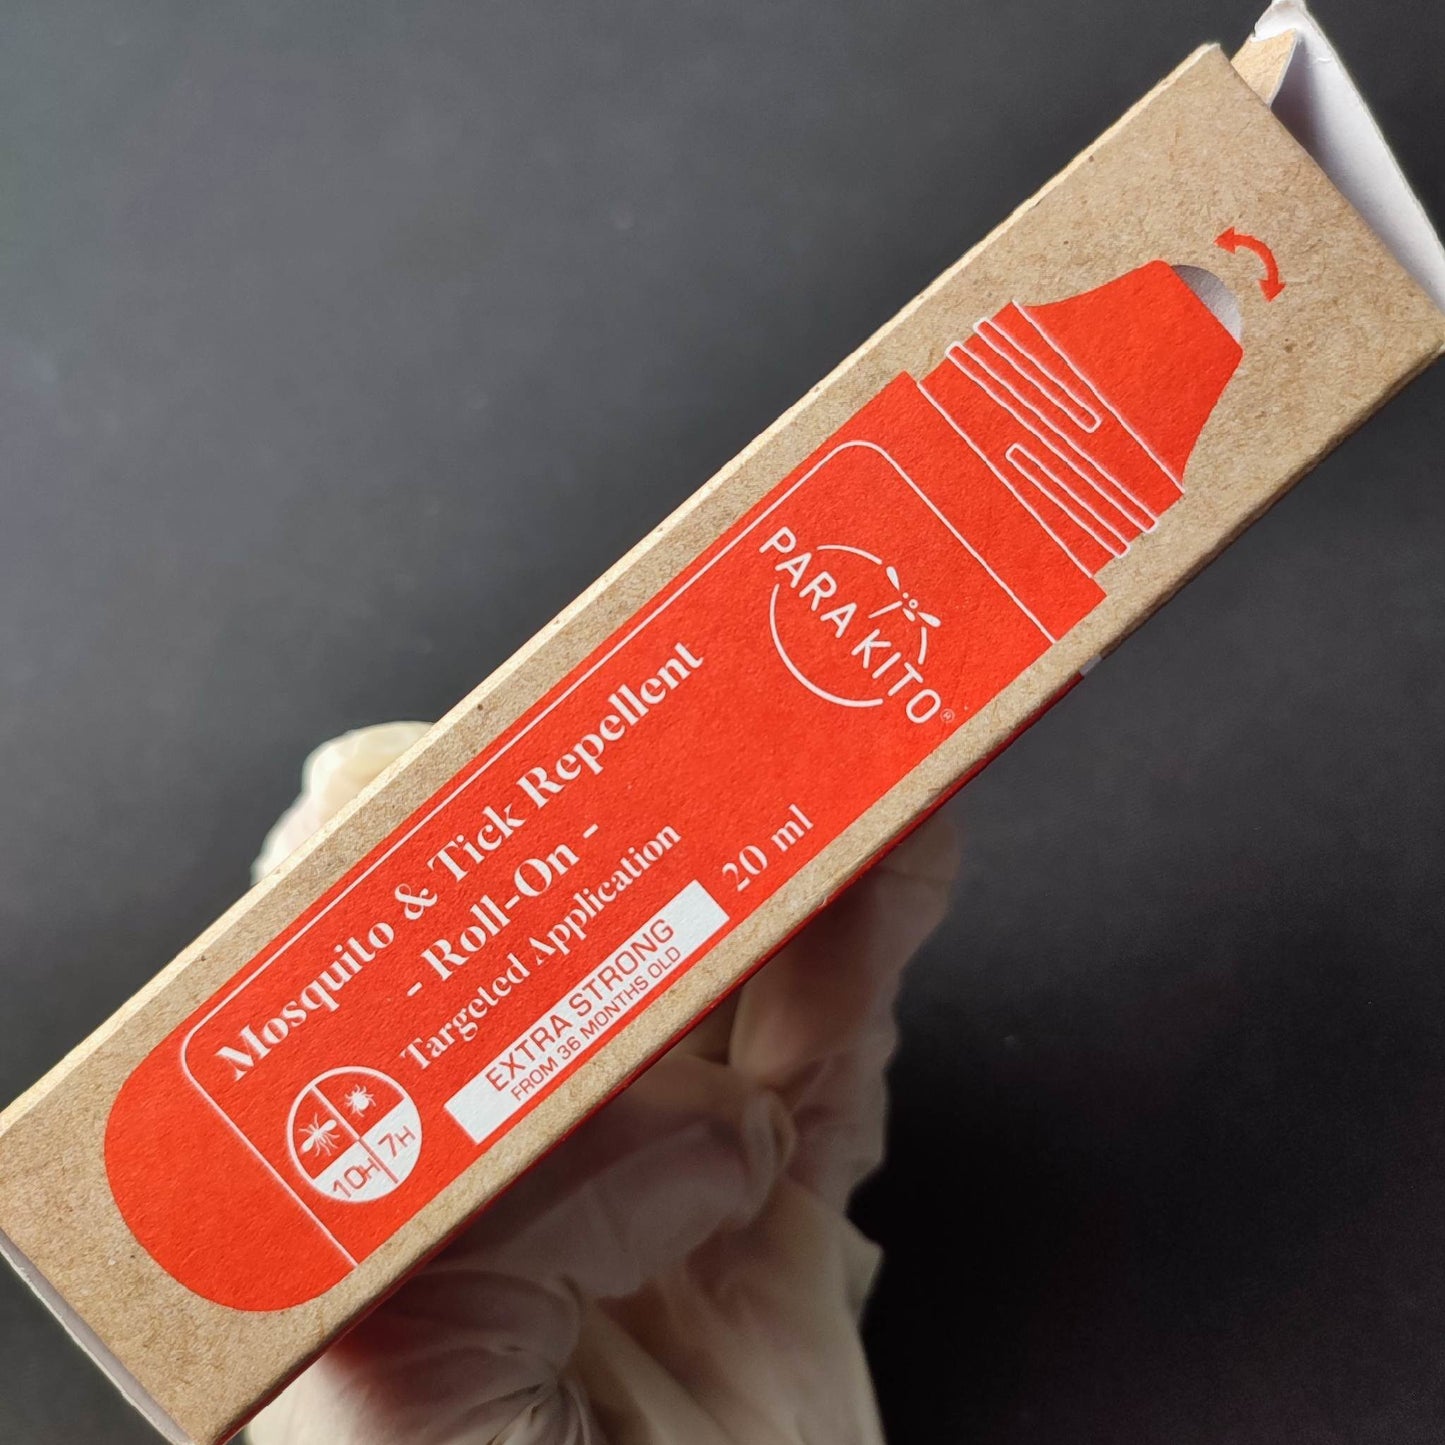 PARA KITO®
Mosquito & Tick Repellent
- Roll-On -
Targeted Application
20 ml
EXTRA STRONG
FROM 36 MONTHS OLD
10H 7H